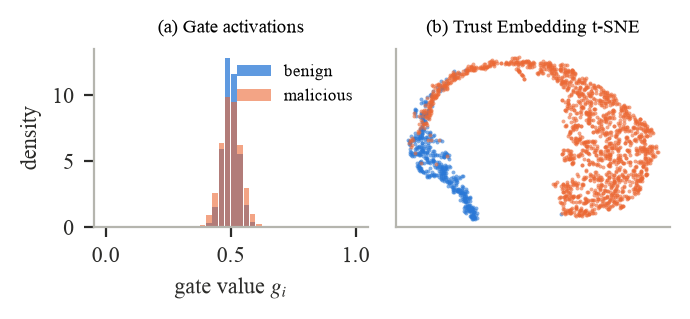 (a) Gate activations
(b) Trust Embedding t-SNE
benign
malicious
density
10
5
0
0.0
0.5
1.0
gate value gᵢ